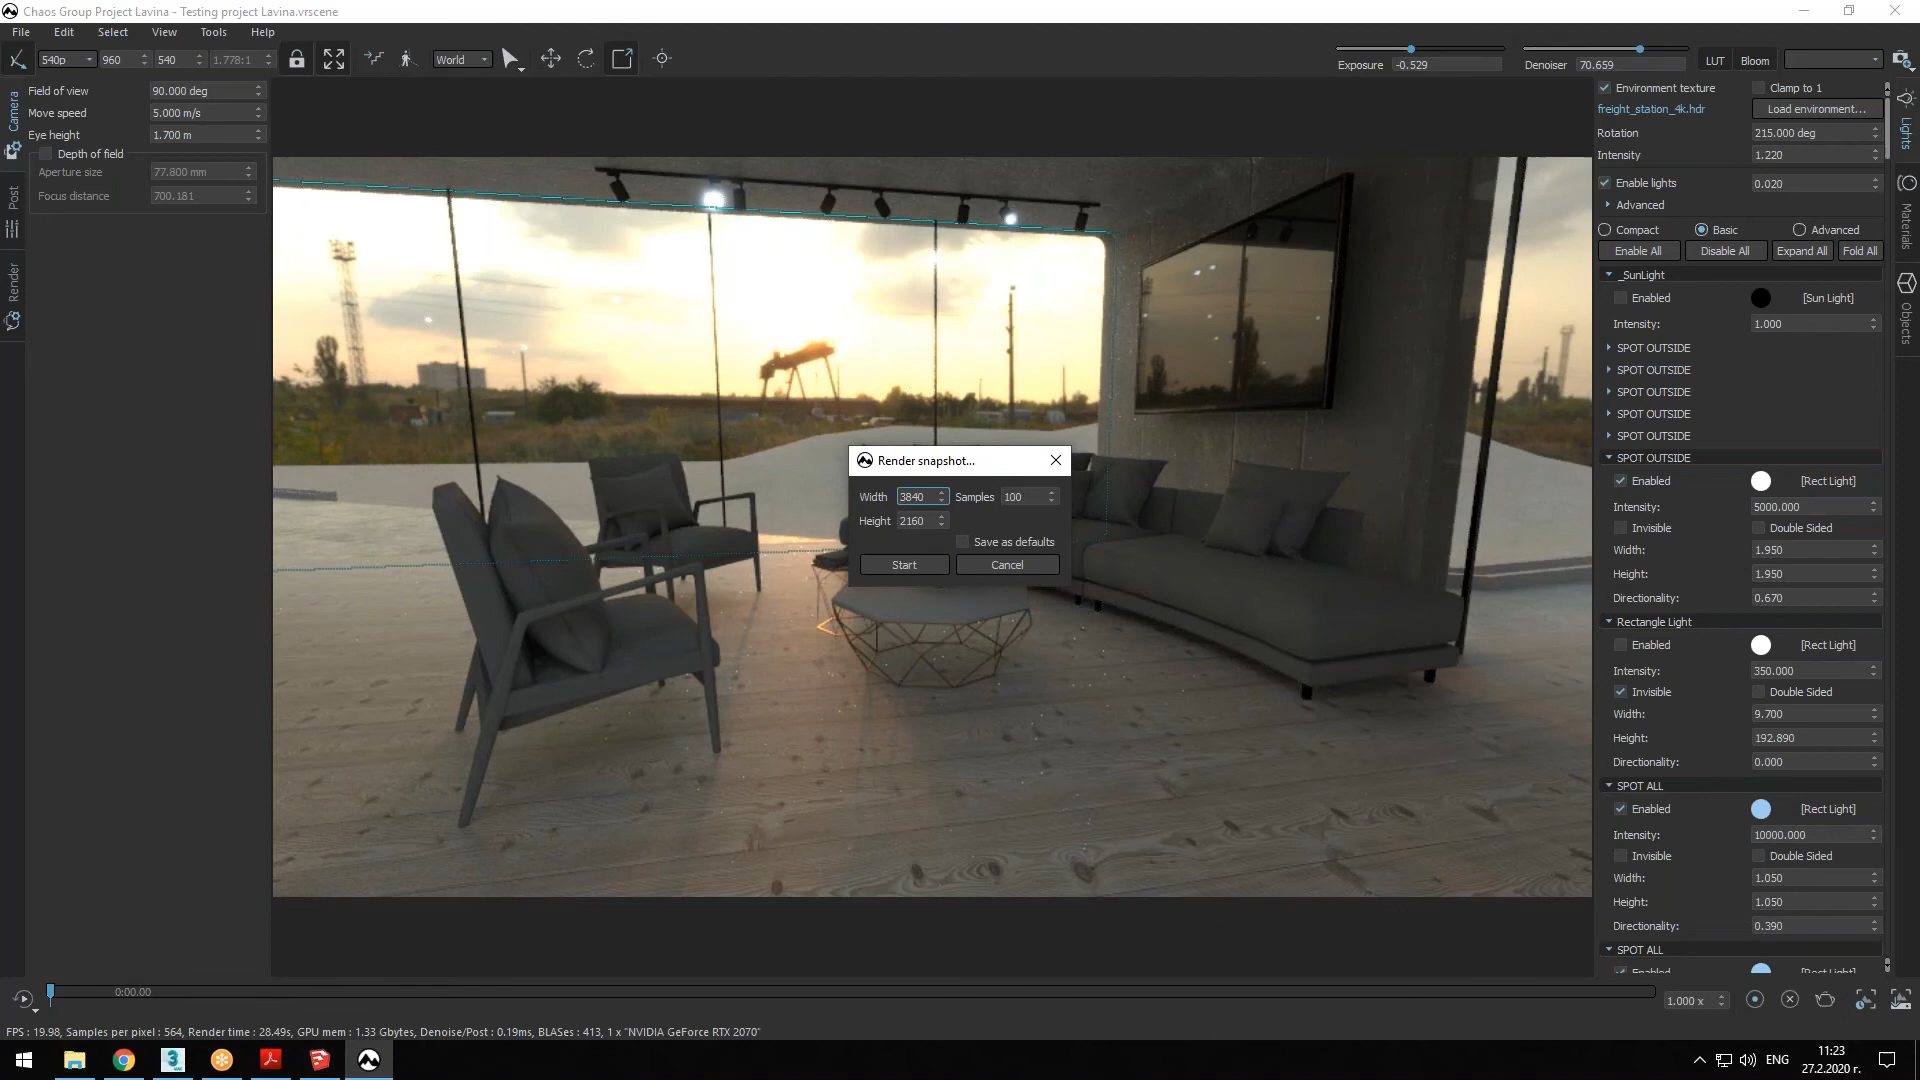 Chaos Group Project Lavina - Testing project Lavina.vrscene
File Edit Select View Tools Help
540p 960 540 1.778:1 World Exposure -0.529 Denoiser 70.659 LUT Bloom
Camera
Post
Render
Field of view 90.000 deg
Move speed 5.000 m/s
Eye height 1.700 m
Depth of field
Aperture size 77.800 mm
Focus distance 700.181
Render snapshot...
Width 3840 Samples 100
Height 2160
Save as defaults
Start Cancel
Environment texture Clamp to 1
freight_station_4k.hdr Load environment...
Rotation 215.000 deg
Intensity 1.220
Enable lights 0.020
Advanced
Compact Basic Advanced
Enable All Disable All Expand All Fold All
_SunLight
Enabled [Sun Light]
Intensity: 1.000
SPOT OUTSIDE
SPOT OUTSIDE
SPOT OUTSIDE
SPOT OUTSIDE
SPOT OUTSIDE
SPOT OUTSIDE
Enabled [Rect Light]
Intensity: 5000.000
Invisible Double Sided
Width: 1.950
Height: 1.950
Directionality: 0.670
Rectangle Light
Enabled [Rect Light]
Intensity: 350.000
Invisible Double Sided
Width: 9.700
Height: 192.890
Directionality: 0.000
SPOT ALL
Enabled [Rect Light]
Intensity: 10000.000
Invisible Double Sided
Width: 1.050
Height: 1.050
Directionality: 0.390
SPOT ALL
Enabled [Rect Light]
Lights
Materials
Objects
0:00.00 1.000 x
FPS : 19.98, Samples per pixel : 564, Render time : 28.49s, GPU mem : 1.33 Gbytes, Denoise/Post : 0.19ms, BLASes : 413, 1 x "NVIDIA GeForce RTX 2070"
3
ENG
11:23
27.2.2020 г.